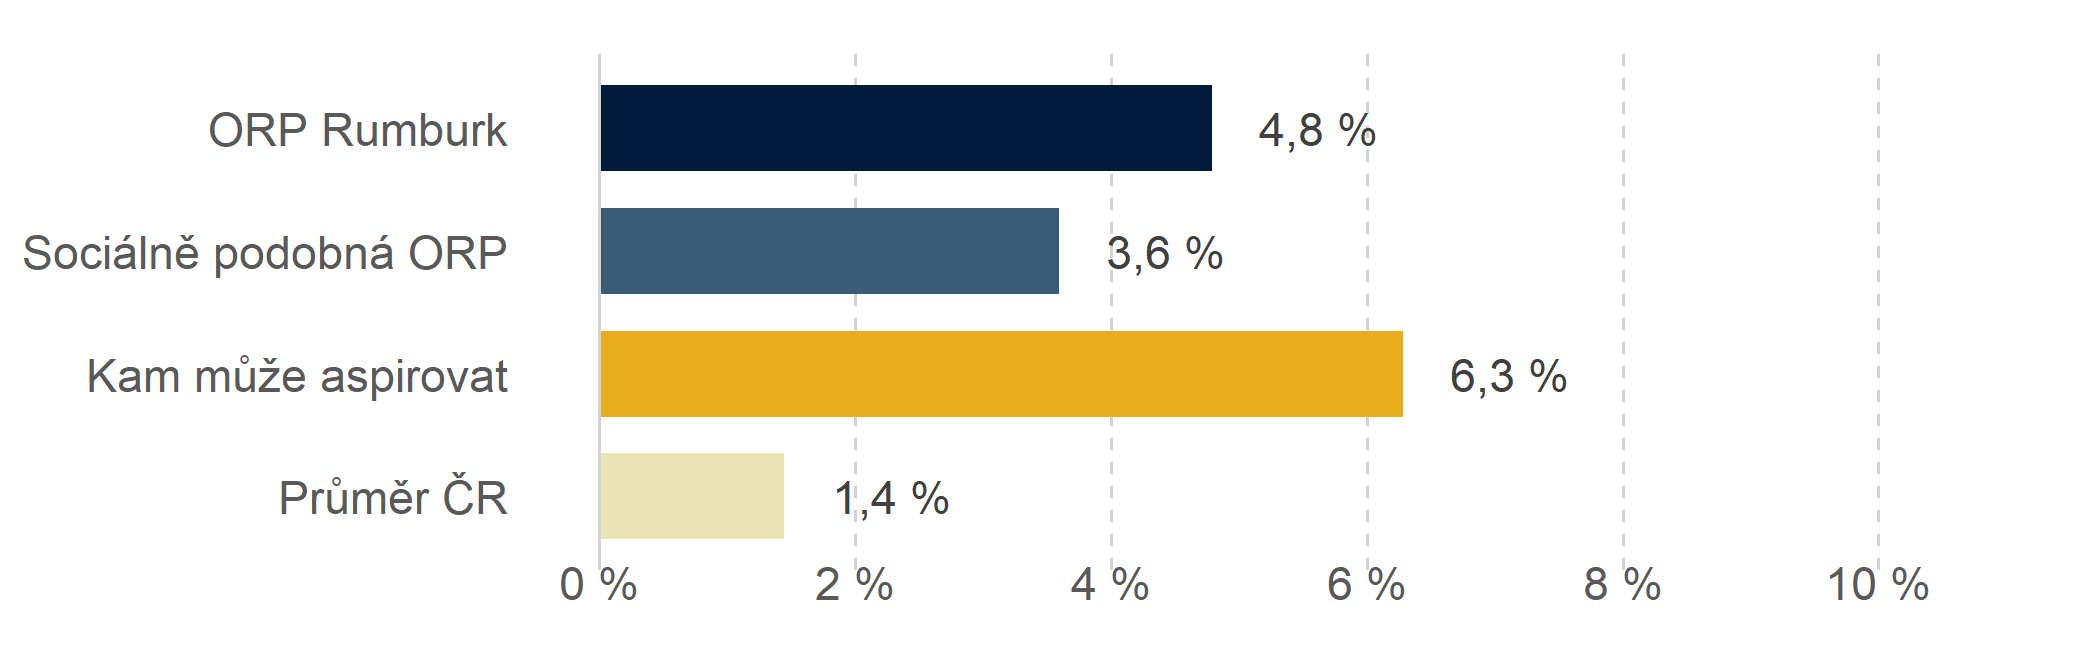 ORP Rumburk
4,8 %
Sociálně podobná ORP
3,6 %
Kam může aspirovat
6,3 %
Průměr ČR
1,4 %
0 % 2 % 4 % 6 % 8 % 10 %